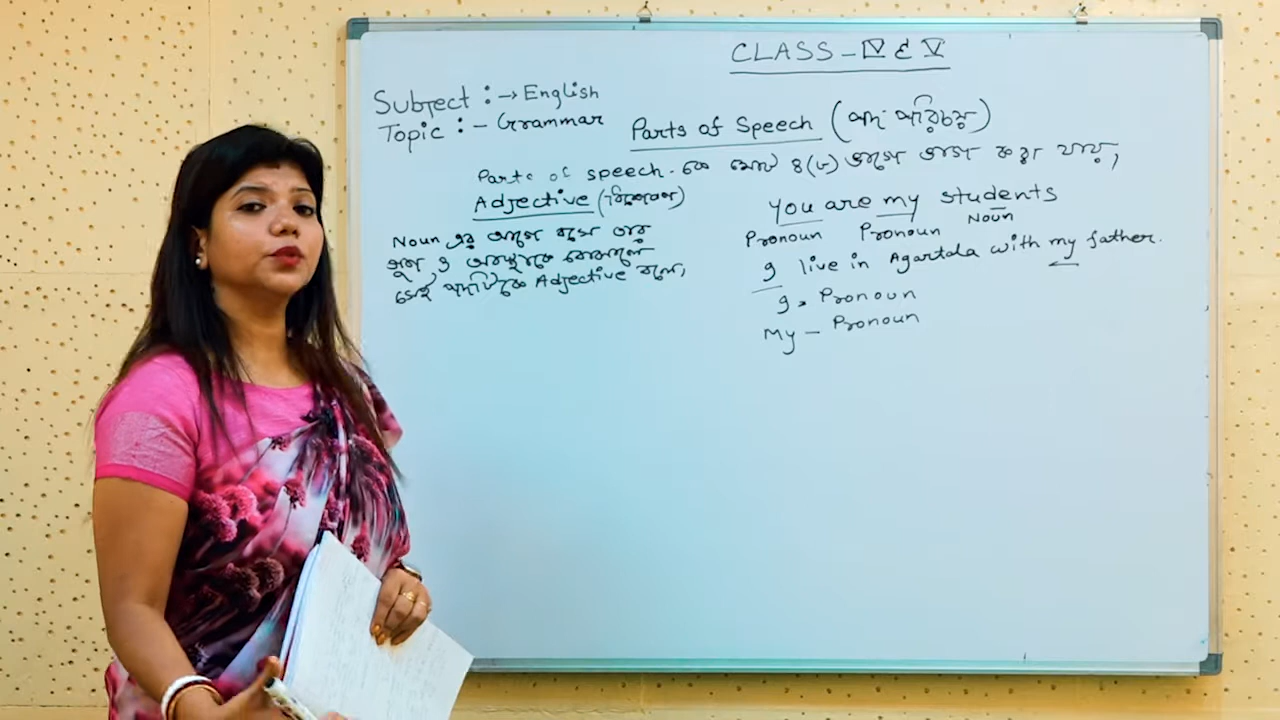 CLASS - IV & V
Subject :→ English
Topic :- Grammar
Parts of Speech (পদ পরিচয়)
Parts of speech. কে মোট ৪(৮) ভাগে ভাগ করা যায়,
Adjective (বিশেষণ)
Noun এর আগে বসে তার
গুণ ও অবস্থাকে বোঝালে
সেই পদটিকে Adjective বলে,
You are my students
Pronoun Pronoun Noun
I live in Agartala with my father.
I, Pronoun
My - Pronoun